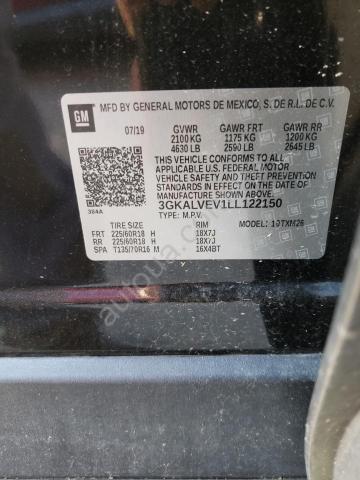 GM
MFD BY GENERAL MOTORS DE MEXICO, S. DE R.L. DE C.V.
07/19 GVWR GAWR FRT GAWR RR
2100 KG 1175 KG 1200 KG
4630 LB 2590 LB 2645 LB
THIS VEHICLE CONFORMS TO ALL
APPLICABLE U.S. FEDERAL MOTOR
VEHICLE SAFETY AND THEFT PREVENTION
STANDARDS IN EFFECT ON THE DATE OF
MANUFACTURE SHOWN ABOVE.
384A
3GKALVEV1LL122150
TYPE: M.P.V. MODEL: 10TXM26
TIRE SIZE RIM
FRT 225/60R18 H 18X7J
RR 225/60R18 H 18X7J
SPA T135/70R16 M 16X4BT